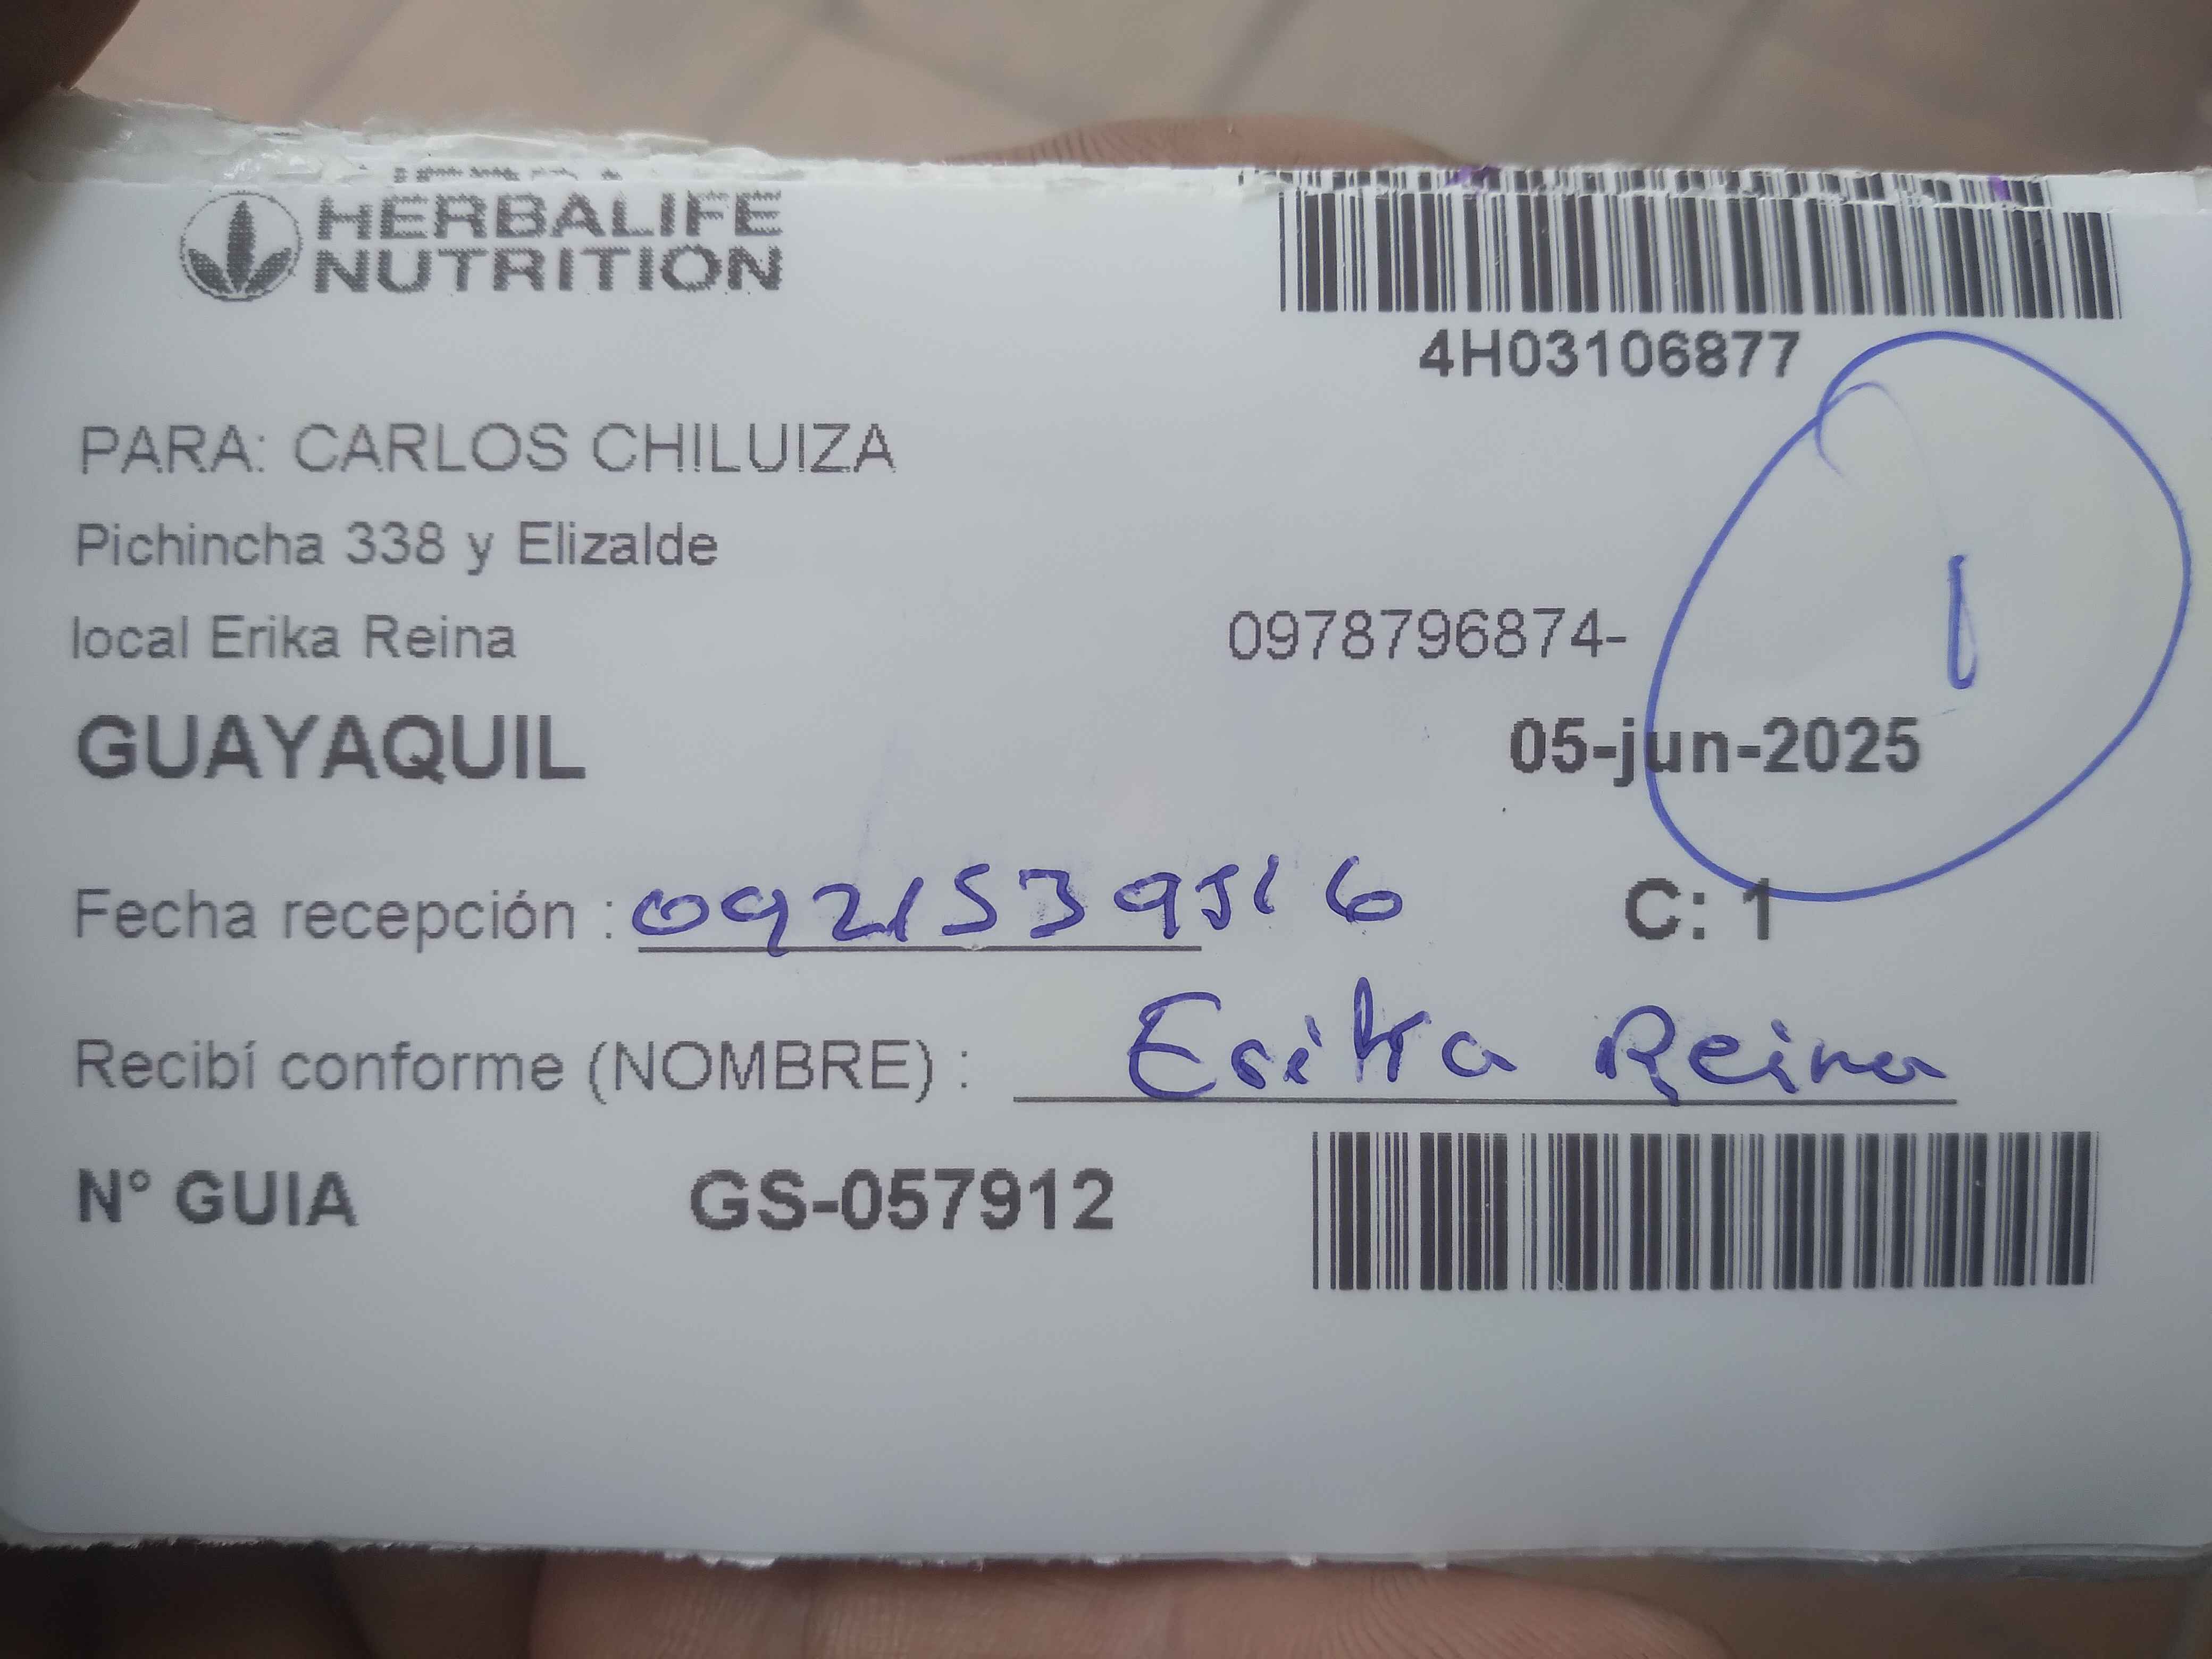 HERBALIFE
NUTRITION
4H03106877
PARA: CARLOS CHILUIZA
Pichincha 338 y Elizalde
local Erika Reina
0978796874-
1
GUAYAQUIL
05-jun-2025
Fecha recepción : 0921539516
C: 1
Recibí conforme (NOMBRE) : Erika Reina
N° GUIA GS-057912